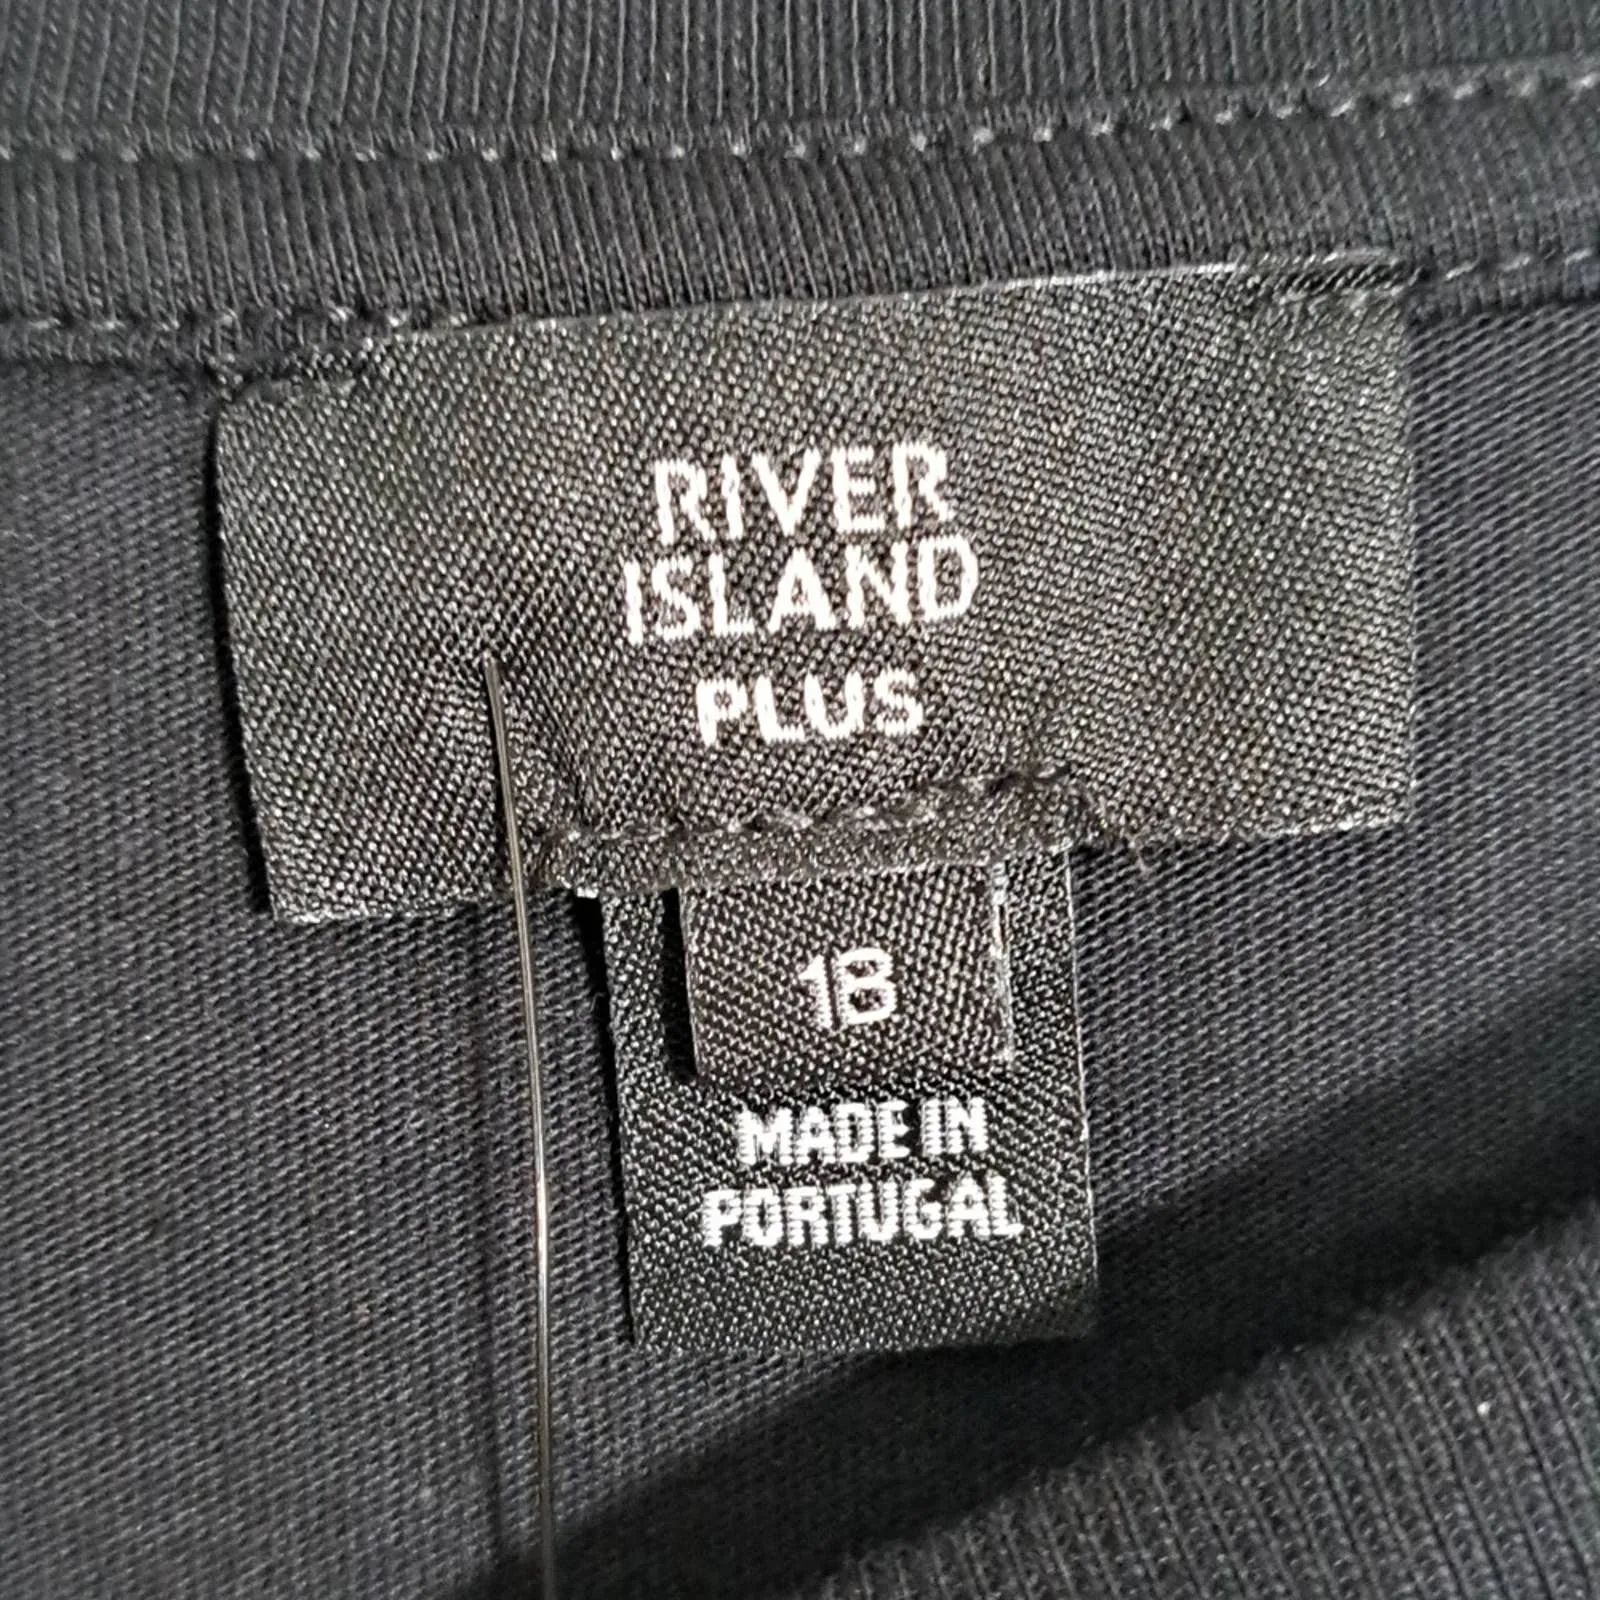 RIVER
ISLAND
PLUS
18
MADE IN
PORTUGAL